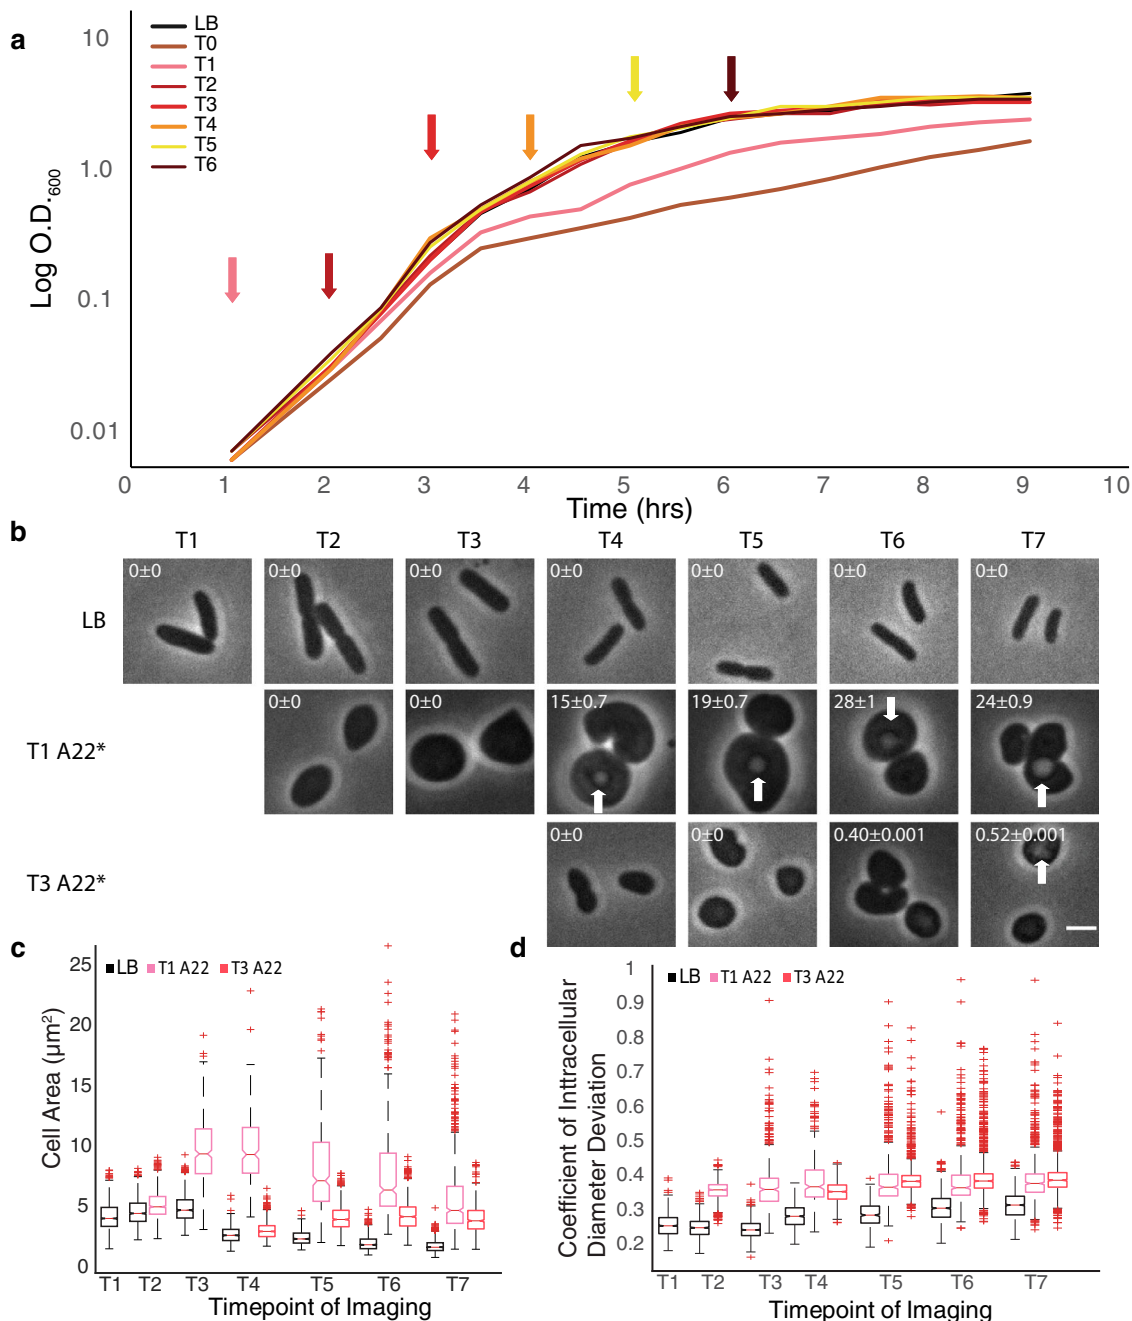 a
LB
T0
T1
T2
T3
T4
T5
T6
10
1.0
0.1
0.01
Log O.D.600
0 1 2 3 4 5 6 7 8 9 10
Time (hrs)
b
T1 T2 T3 T4 T5 T6 T7
LB
0±0 0±0 0±0 0±0 0±0 0±0 0±0
T1 A22*
0±0 0±0 15±0.7 19±0.7 28±1 24±0.9
T3 A22*
0±0 0±0 0.40±0.001 0.52±0.001
c
LB T1 A22 T3 A22
25
20
15
10
5
0
Cell Area (µm²)
T1 T2 T3 T4 T5 T6 T7
Timepoint of Imaging
d
LB T1 A22 T3 A22
1
0.9
0.8
0.7
0.6
0.5
0.4
0.3
0.2
Coefficient of Inttracellular
Diameter Deviation
T1 T2 T3 T4 T5 T6 T7
Timepoint of Imaging